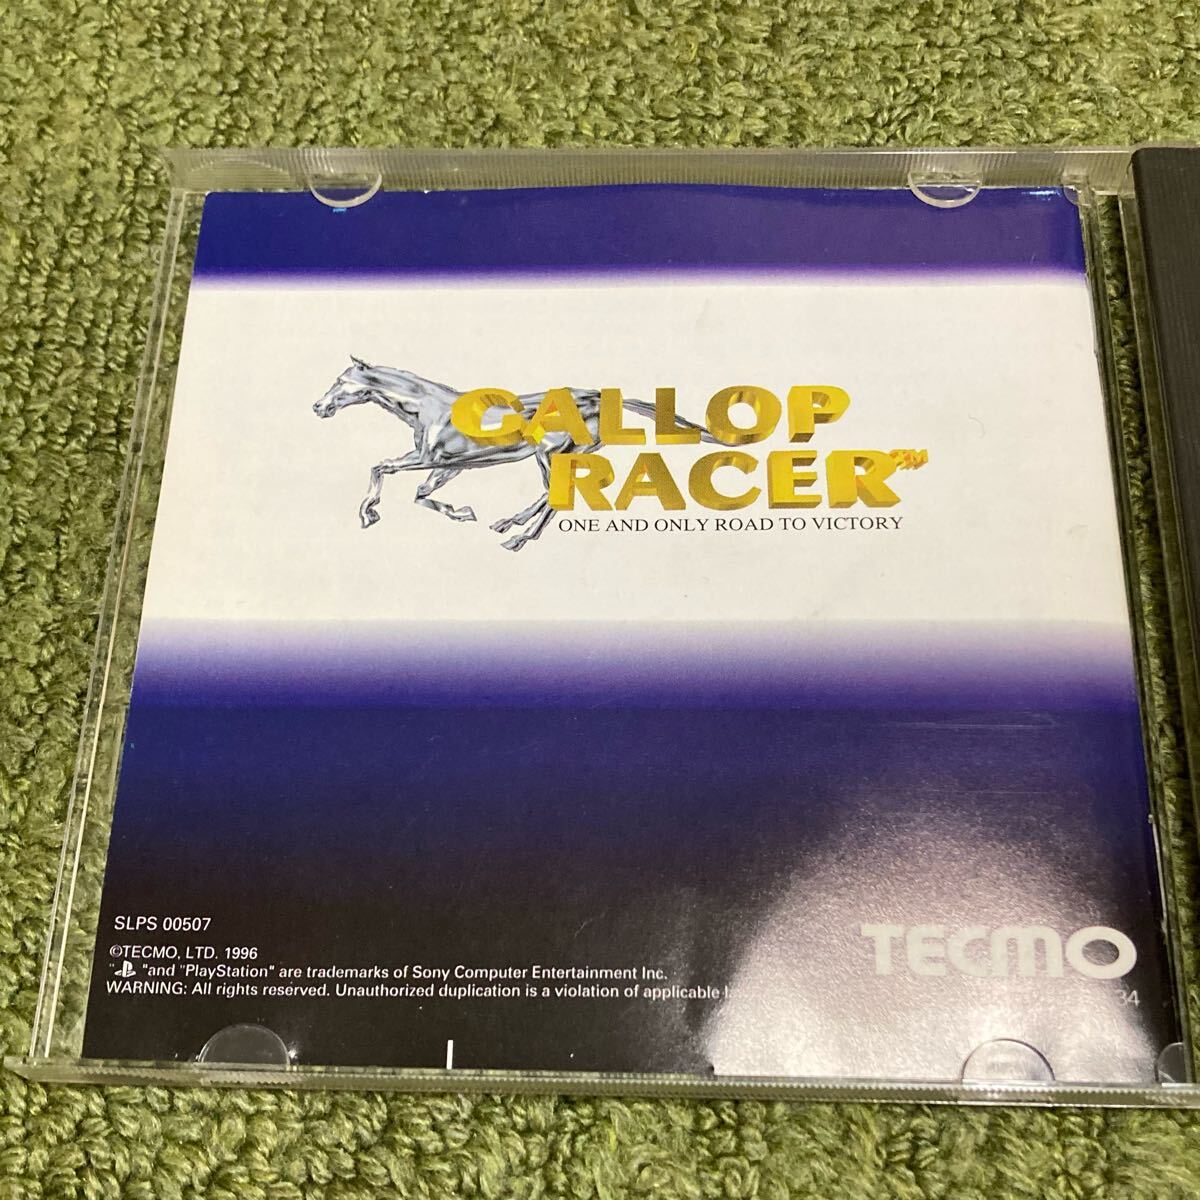 GALLOP
RACER™
ONE AND ONLY ROAD TO VICTORY
SLPS 00507
©TECMO, LTD. 1996
" "and "PlayStation" are trademarks of Sony Computer Entertainment Inc.
WARNING: All rights reserved. Unauthorized duplication is a violation of applicable
TECMO